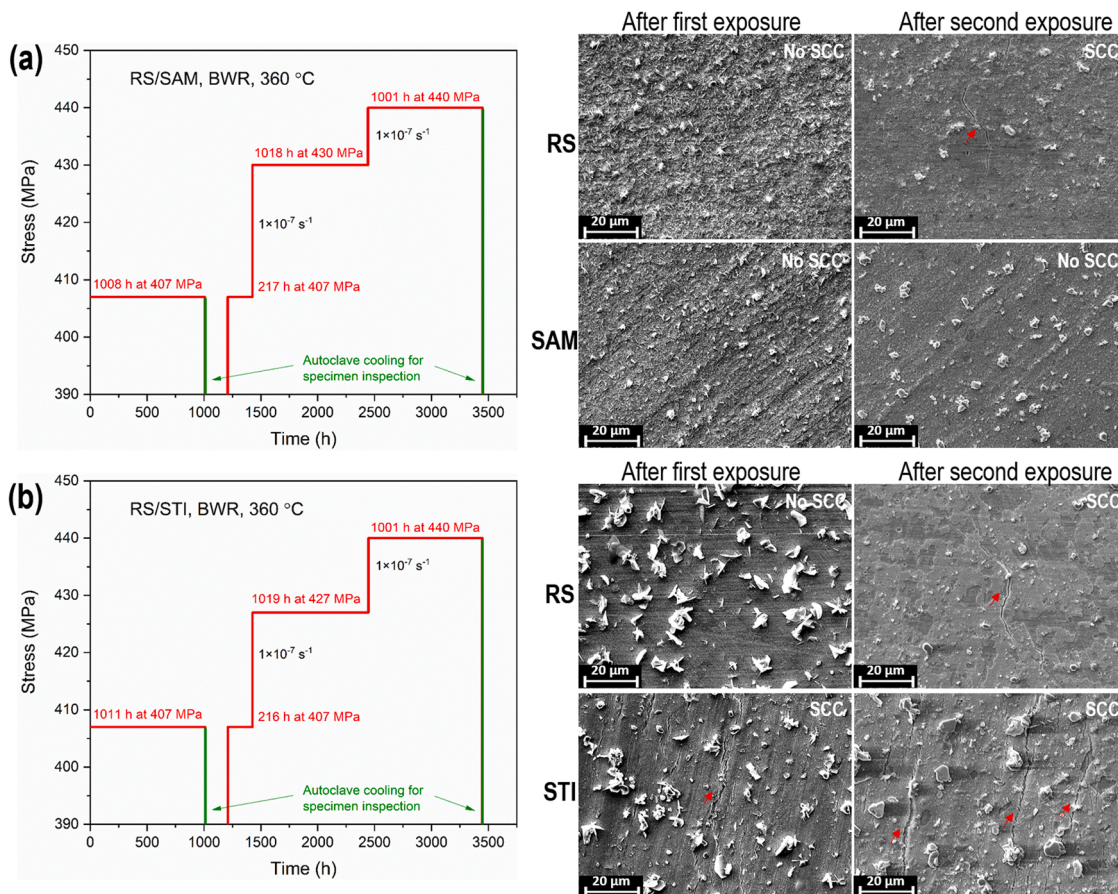 (a)
450
440
430
420
410
400
390
Stress (MPa)
RS/SAM, BWR, 360 °C
1001 h at 440 MPa
1×10⁻⁷ s⁻¹
1018 h at 430 MPa
1×10⁻⁷ s⁻¹
1008 h at 407 MPa
217 h at 407 MPa
Autoclave cooling for
specimen inspection
0 500 1000 1500 2000 2500 3000 3500
Time (h)
After first exposure
After second exposure
RS
No SCC
20 µm
SCC
20 µm
SAM
No SCC
20 µm
No SCC
20 µm
(b)
450
440
430
420
410
400
390
Stress (MPa)
RS/STI, BWR, 360 °C
1001 h at 440 MPa
1×10⁻⁷ s⁻¹
1019 h at 427 MPa
1×10⁻⁷ s⁻¹
1011 h at 407 MPa
216 h at 407 MPa
Autoclave cooling for
specimen inspection
0 500 1000 1500 2000 2500 3000 3500
Time (h)
After first exposure
After second exposure
RS
No SCC
20 µm
SCC
20 µm
STI
SCC
20 µm
SCC
20 µm